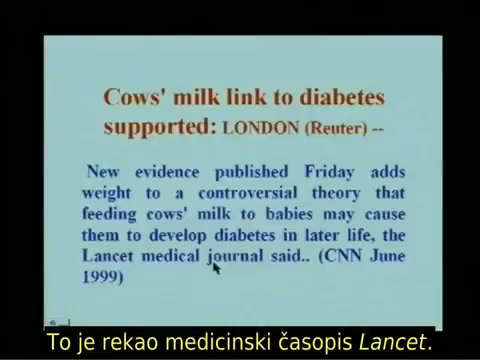 Cows' milk link to diabetes
supported: LONDON (Reuter) --
New evidence published Friday adds
weight to a controversial theory that
feeding cows' milk to babies may cause
them to develop diabetes in later life, the
Lancet medical journal said.. (CNN June
1999)
To je rekao medicinski časopis Lancet.